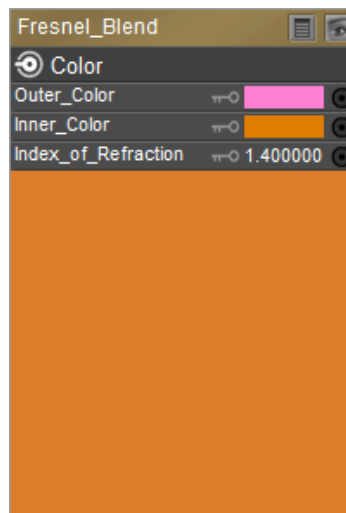 Fresnel_Blend
Color
Outer_Color
Inner_Color
Index_of_Refraction 1.400000